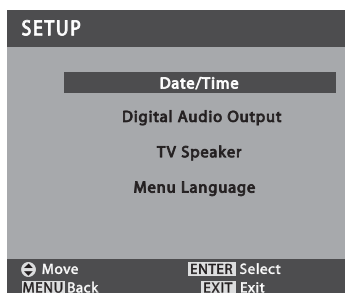 SETUP
Date/Time
Digital Audio Output
TV Speaker
Menu Language
Move ENTER Select
MENU Back EXIT Exit